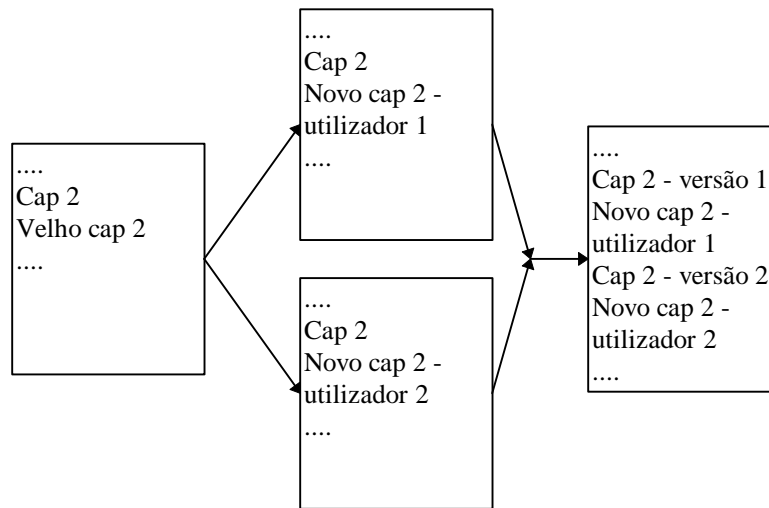 ....
Cap 2
Velho cap 2
....
....
Cap 2
Novo cap 2 -
utilizador 1
....
....
Cap 2
Novo cap 2 -
utilizador 2
....
....
Cap 2 - versão 1
Novo cap 2 -
utilizador 1
Cap 2 - versão 2
Novo cap 2 -
utilizador 2
....